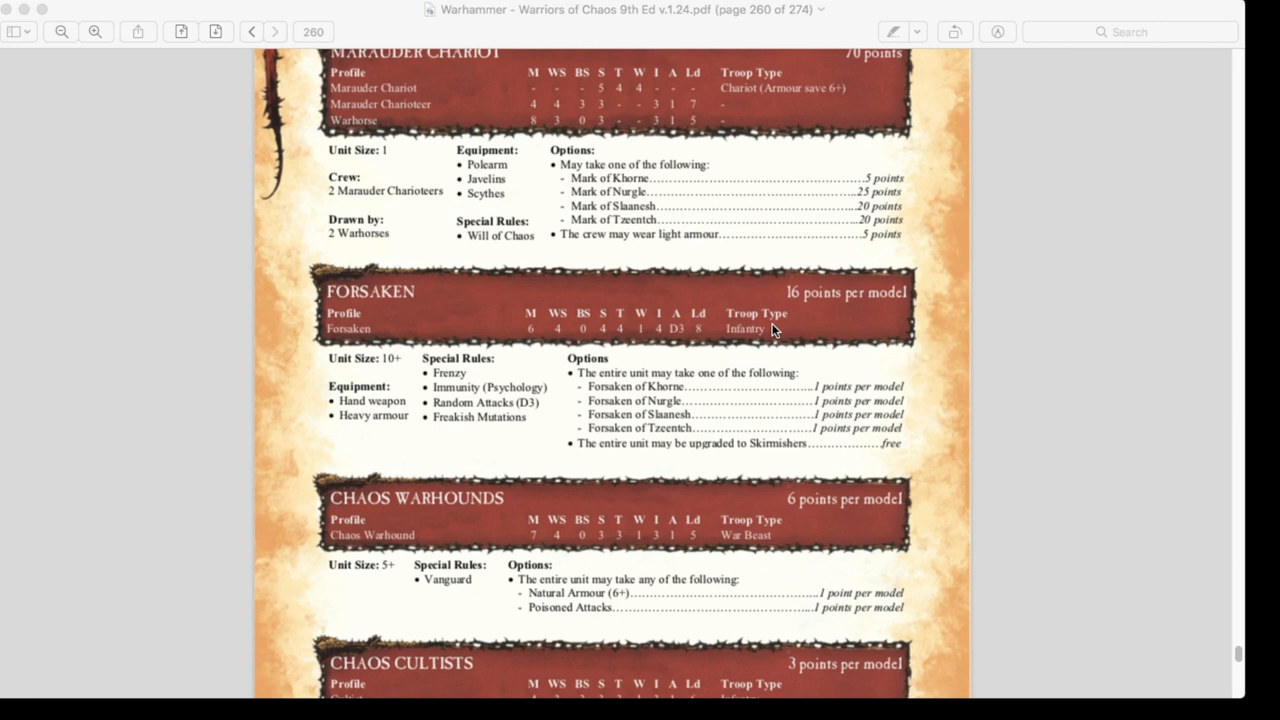 Warhammer - Warriors of Chaos 9th Ed v.1.24.pdf (page 260 of 274)
260 Search
MARAUDER CHARIOT 70 points
Profile M WS BS S T W I A Ld Troop Type
Marauder Chariot - - - 5 4 4 - - - Chariot (Armour save 6+)
Marauder Charioteer 4 4 3 3 - - 3 1 7 -
Warhorse 8 3 0 3 - - 3 1 5 -
Unit Size: 1
Crew:
2 Marauder Charioteers
Drawn by:
2 Warhorses
Equipment:
• Polearm
• Javelins
• Scythes
Special Rules:
• Will of Chaos
Options:
• May take one of the following:
- Mark of Khorne........................5 points
- Mark of Nurgle........................25 points
- Mark of Slaanesh........................20 points
- Mark of Tzeentch........................20 points
• The crew may wear light armour........................5 points
FORSAKEN 16 points per model
Profile M WS BS S T W I A Ld Troop Type
Forsaken 6 4 0 4 4 1 4 D3 8 Infantry
Unit Size: 10+
Equipment:
• Hand weapon
• Heavy armour
Special Rules:
• Frenzy
• Immunity (Psychology)
• Random Attacks (D3)
• Freakish Mutations
Options
• The entire unit may take one of the following:
- Forsaken of Khorne........................1 points per model
- Forsaken of Nurgle........................1 points per model
- Forsaken of Slaanesh........................1 points per model
- Forsaken of Tzeentch........................1 points per model
• The entire unit may be upgraded to Skirmishers........................free
CHAOS WARHOUNDS 6 points per model
Profile M WS BS S T W I A Ld Troop Type
Chaos Warhound 7 4 0 3 3 1 3 1 5 War Beast
Unit Size: 5+
Special Rules:
• Vanguard
Options:
• The entire unit may take any of the following:
- Natural Armour (6+)........................1 point per model
- Poisoned Attacks........................1 points per model
CHAOS CULTISTS 3 points per model
Profile M WS BS S T W I A Ld Troop Type